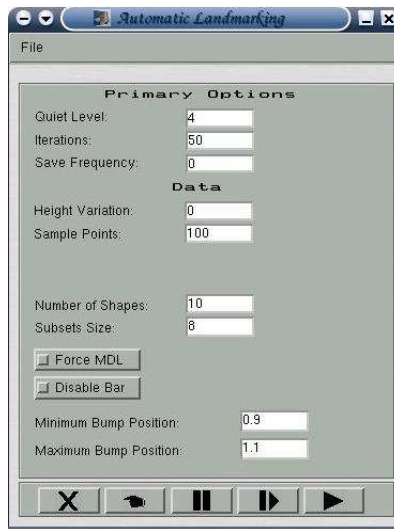 Automatic Landmarking
File
Primary Options
Quiet Level: 4
Iterations: 50
Save Frequency: 0
Data
Height Variation: 0
Sample Points: 100
Number of Shapes: 10
Subsets Size: 8
Force MDL
Disable Bar
Minimum Bump Position: 0.9
Maximum Bump Position: 1.1